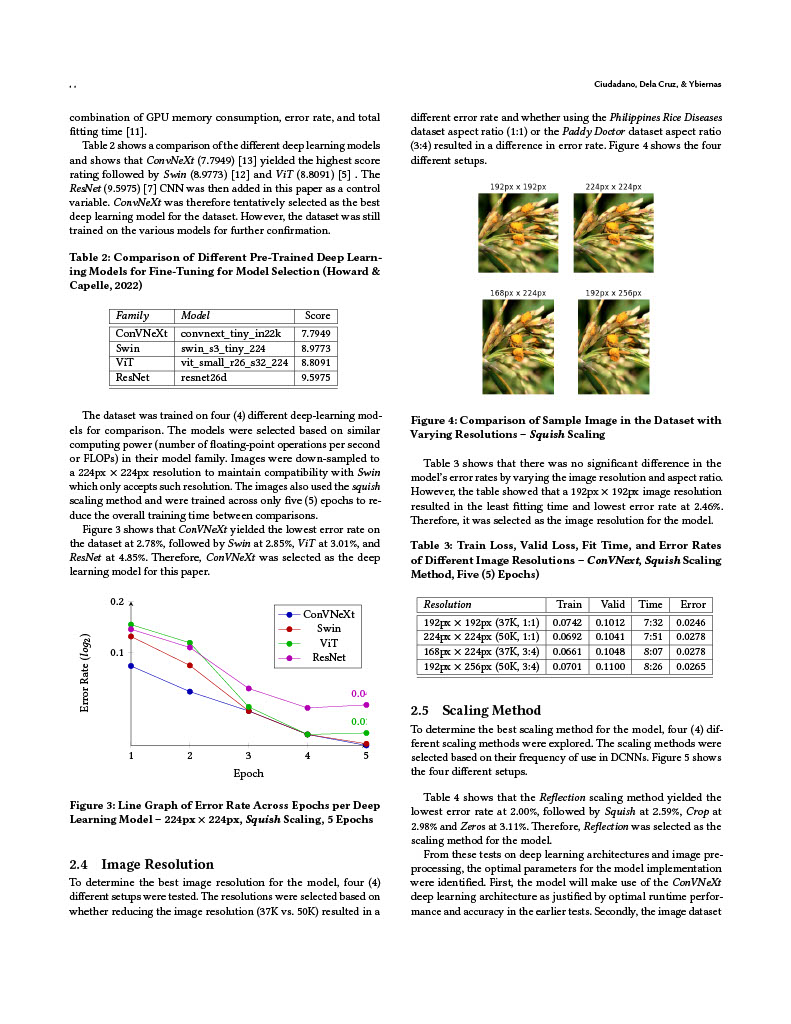 , ,
Ciudadano, Dela Cruz, & Ybiernas
combination of GPU memory consumption, error rate, and total
fitting time [11].
Table 2 shows a comparison of the different deep learning models
and shows that ConvNeXt (7.7949) [13] yielded the highest score
rating followed by Swin (8.9773) [12] and ViT (8.8091) [5] . The
ResNet (9.5975) [7] CNN was then added in this paper as a control
variable. ConvNeXt was therefore tentatively selected as the best
deep learning model for the dataset. However, the dataset was still
trained on the various models for further confirmation.
Table 2: Comparison of Different Pre-Trained Deep Learn-
ing Models for Fine-Tuning for Model Selection (Howard &
Capelle, 2022)
Family Model Score
ConVNeXt convnext_tiny_in22k 7.7949
Swin swin_s3_tiny_224 8.9773
ViT vit_small_r26_s32_224 8.8091
ResNet resnet26d 9.5975
The dataset was trained on four (4) different deep-learning mod-
els for comparison. The models were selected based on similar
computing power (number of floating-point operations per second
or FLOPs) in their model family. Images were down-sampled to
a 224px × 224px resolution to maintain compatibility with Swin
which only accepts such resolution. The images also used the squish
scaling method and were trained across only five (5) epochs to re-
duce the overall training time between comparisons.
Figure 3 shows that ConVNeXt yielded the lowest error rate on
the dataset at 2.78%, followed by Swin at 2.85%, ViT at 3.01%, and
ResNet at 4.85%. Therefore, ConVNeXt was selected as the deep
learning model for this paper.
0.2
0.1
Error Rate (log2)
ConVNeXt
Swin
ViT
ResNet
0.04
0.03
1 2 3 4 5
Epoch
Figure 3: Line Graph of Error Rate Across Epochs per Deep
Learning Model – 224px × 224px, Squish Scaling, 5 Epochs
2.4 Image Resolution
To determine the best image resolution for the model, four (4)
different setups were tested. The resolutions were selected based on
whether reducing the image resolution (37K vs. 50K) resulted in a
different error rate and whether using the Philippines Rice Diseases
dataset aspect ratio (1:1) or the Paddy Doctor dataset aspect ratio
(3:4) resulted in a difference in error rate. Figure 4 shows the four
different setups.
192px x 192px 224px x 224px
168px x 224px 192px x 256px
Figure 4: Comparison of Sample Image in the Dataset with
Varying Resolutions – Squish Scaling
Table 3 shows that there was no significant difference in the
model's error rates by varying the image resolution and aspect ratio.
However, the table showed that a 192px × 192px image resolution
resulted in the least fitting time and lowest error rate at 2.46%.
Therefore, it was selected as the image resolution for the model.
Table 3: Train Loss, Valid Loss, Fit Time, and Error Rates
of Different Image Resolutions – ConVNext, Squish Scaling
Method, Five (5) Epochs)
Resolution Train Valid Time Error
192px × 192px (37K, 1:1) 0.0742 0.1012 7:32 0.0246
224px × 224px (50K, 1:1) 0.0692 0.1041 7:51 0.0278
168px × 224px (37K, 3:4) 0.0661 0.1048 8:07 0.0278
192px × 256px (50K, 3:4) 0.0701 0.1100 8:26 0.0265
2.5 Scaling Method
To determine the best scaling method for the model, four (4) dif-
ferent scaling methods were explored. The scaling methods were
selected based on their frequency of use in DCNNs. Figure 5 shows
the four different setups.
Table 4 shows that the Reflection scaling method yielded the
lowest error rate at 2.00%, followed by Squish at 2.59%, Crop at
2.98% and Zeros at 3.11%. Therefore, Reflection was selected as the
scaling method for the model.
From these tests on deep learning architectures and image pre-
processing, the optimal parameters for the model implementation
were identified. First, the model will make use of the ConVNeXt
deep learning architecture as justified by optimal runtime perfor-
mance and accuracy in the earlier tests. Secondly, the image dataset